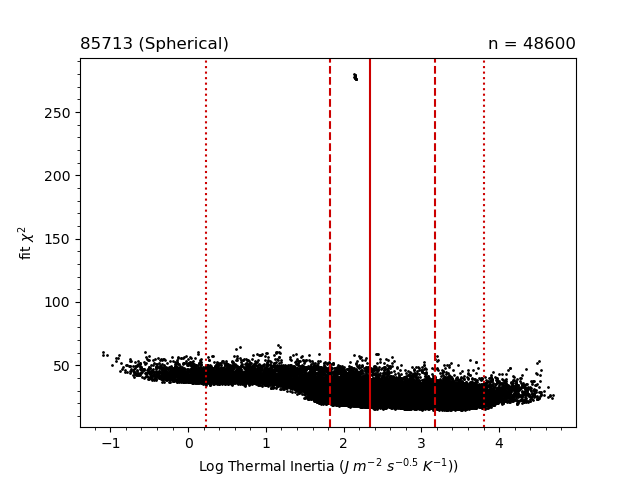 85713 (Spherical)
n = 48600
250
200
150
100
50
fit χ²
−1 0 1 2 3 4
Log Thermal Inertia (J m⁻² s⁻⁰·⁵ K⁻¹))